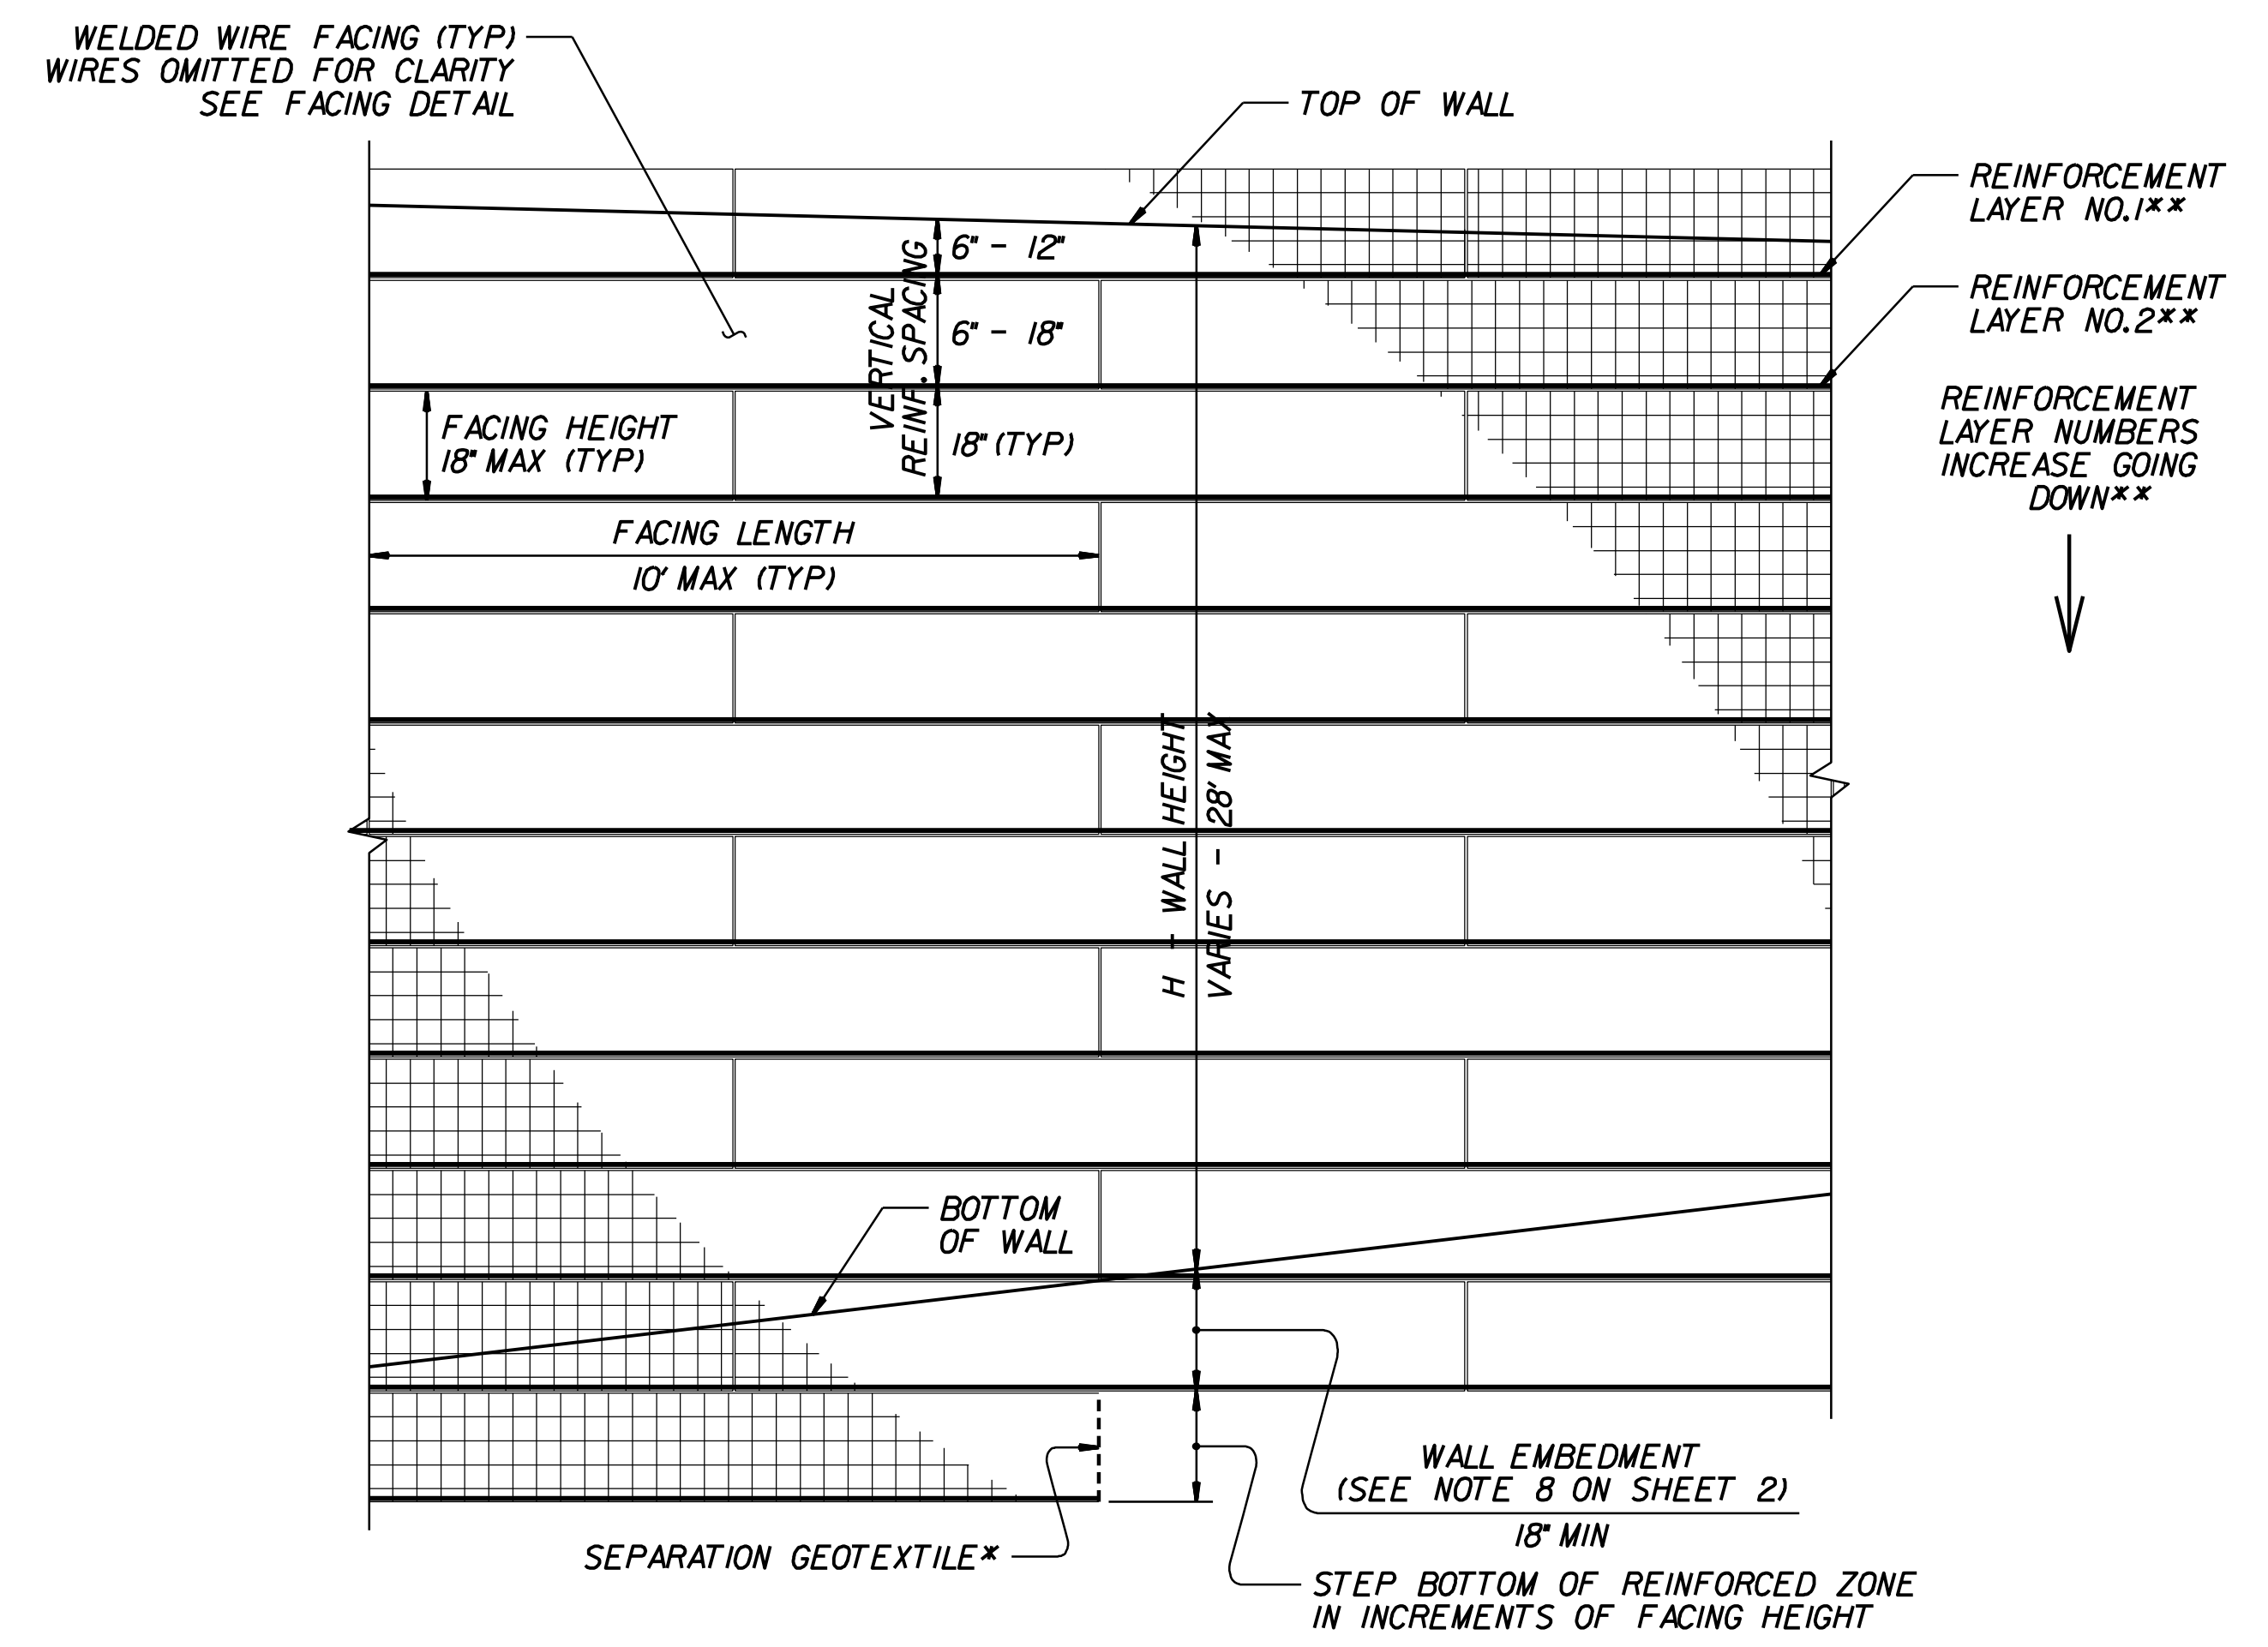 WELDED WIRE FACING (TYP)
WIRES OMITTED FOR CLARITY
SEE FACING DETAIL
TOP OF WALL
REINFORCEMENT
LAYER NO.1**
6" - 12"
VERTICAL
REINF. SPACING
6" - 18"
REINFORCEMENT
LAYER NO.2**
FACING HEIGHT
18" MAX (TYP)
18" (TYP)
REINFORCEMENT
LAYER NUMBERS
INCREASE GOING
DOWN**
FACING LENGTH
10' MAX (TYP)
H - WALL HEIGHT
VARIES - 28' MAX
BOTTOM
OF WALL
WALL EMBEDMENT
(SEE NOTE 8 ON SHEET 2)
18" MIN
SEPARATION GEOTEXTILE*
STEP BOTTOM OF REINFORCED ZONE
IN INCREMENTS OF FACING HEIGHT